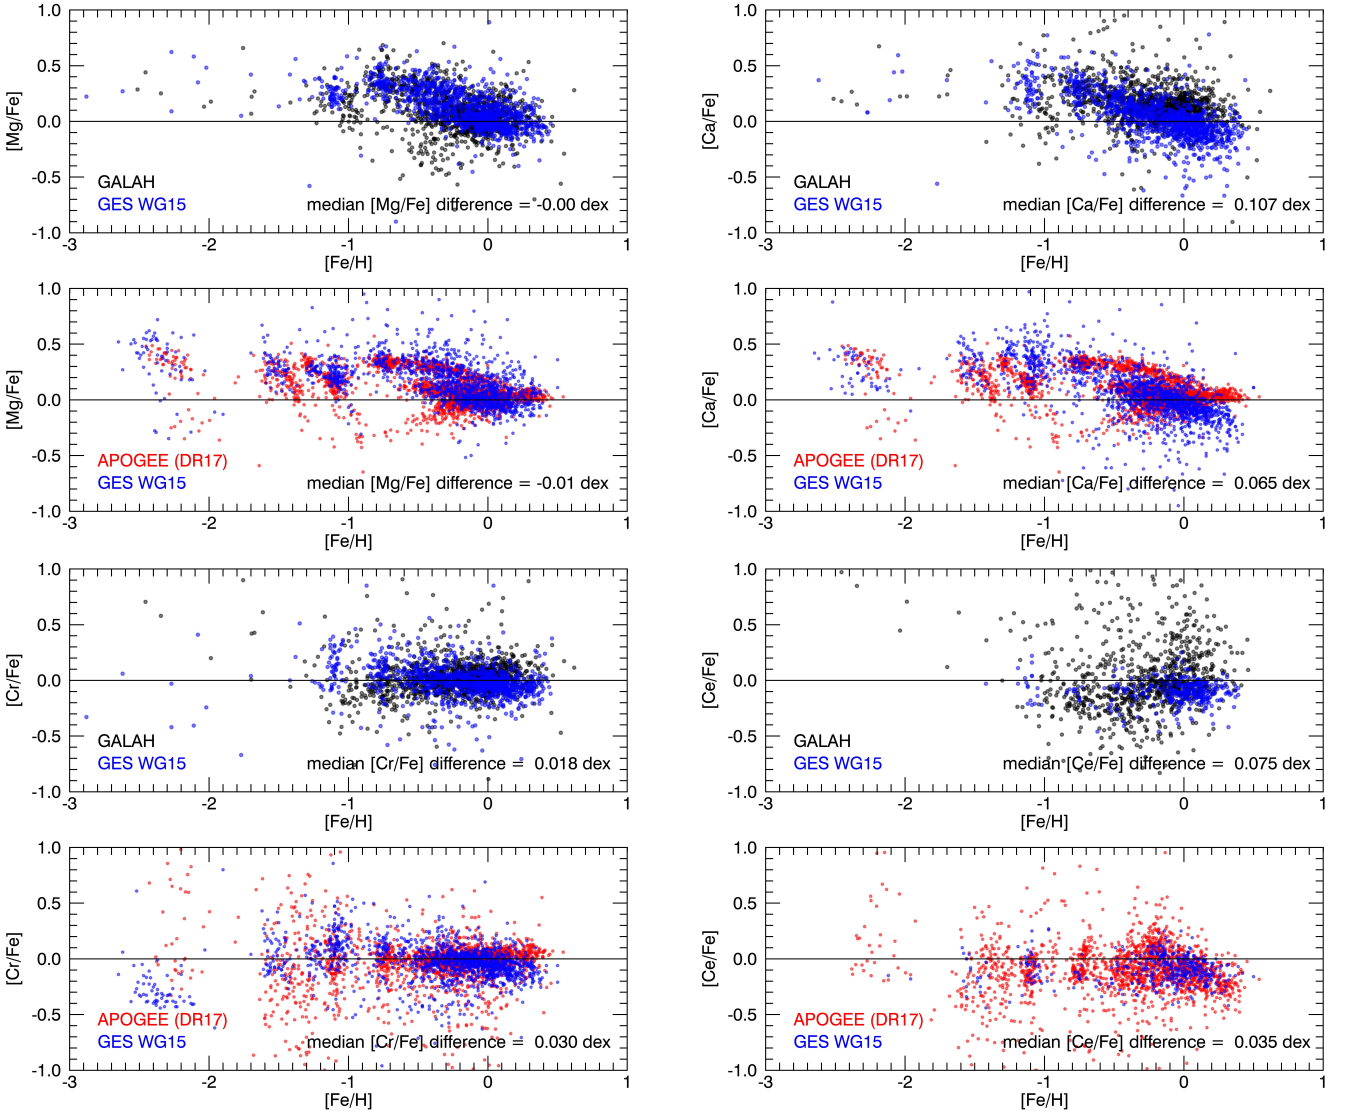 1.0
0.5
0.0
-0.5
-1.0
[Mg/Fe]
GALAH
GES WG15
median [Mg/Fe] difference = -0.00 dex
-3 -2 -1 0 1
[Fe/H]
1.0
0.5
0.0
-0.5
-1.0
[Ca/Fe]
GALAH
GES WG15
median [Ca/Fe] difference = 0.107 dex
-3 -2 -1 0 1
[Fe/H]
1.0
0.5
0.0
-0.5
-1.0
[Mg/Fe]
APOGEE (DR17)
GES WG15
median [Mg/Fe] difference = -0.01 dex
-3 -2 -1 0 1
[Fe/H]
1.0
0.5
0.0
-0.5
-1.0
[Ca/Fe]
APOGEE (DR17)
GES WG15
median [Ca/Fe] difference = 0.065 dex
-3 -2 -1 0 1
[Fe/H]
1.0
0.5
0.0
-0.5
-1.0
[Cr/Fe]
GALAH
GES WG15
median [Cr/Fe] difference = 0.018 dex
-3 -2 -1 0 1
[Fe/H]
1.0
0.5
0.0
-0.5
-1.0
[Ce/Fe]
GALAH
GES WG15
median [Ce/Fe] difference = 0.075 dex
-3 -2 -1 0 1
[Fe/H]
1.0
0.5
0.0
-0.5
-1.0
[Cr/Fe]
APOGEE (DR17)
GES WG15
median [Cr/Fe] difference = 0.030 dex
-3 -2 -1 0 1
[Fe/H]
1.0
0.5
0.0
-0.5
-1.0
[Ce/Fe]
APOGEE (DR17)
GES WG15
median [Ce/Fe] difference = 0.035 dex
-3 -2 -1 0 1
[Fe/H]